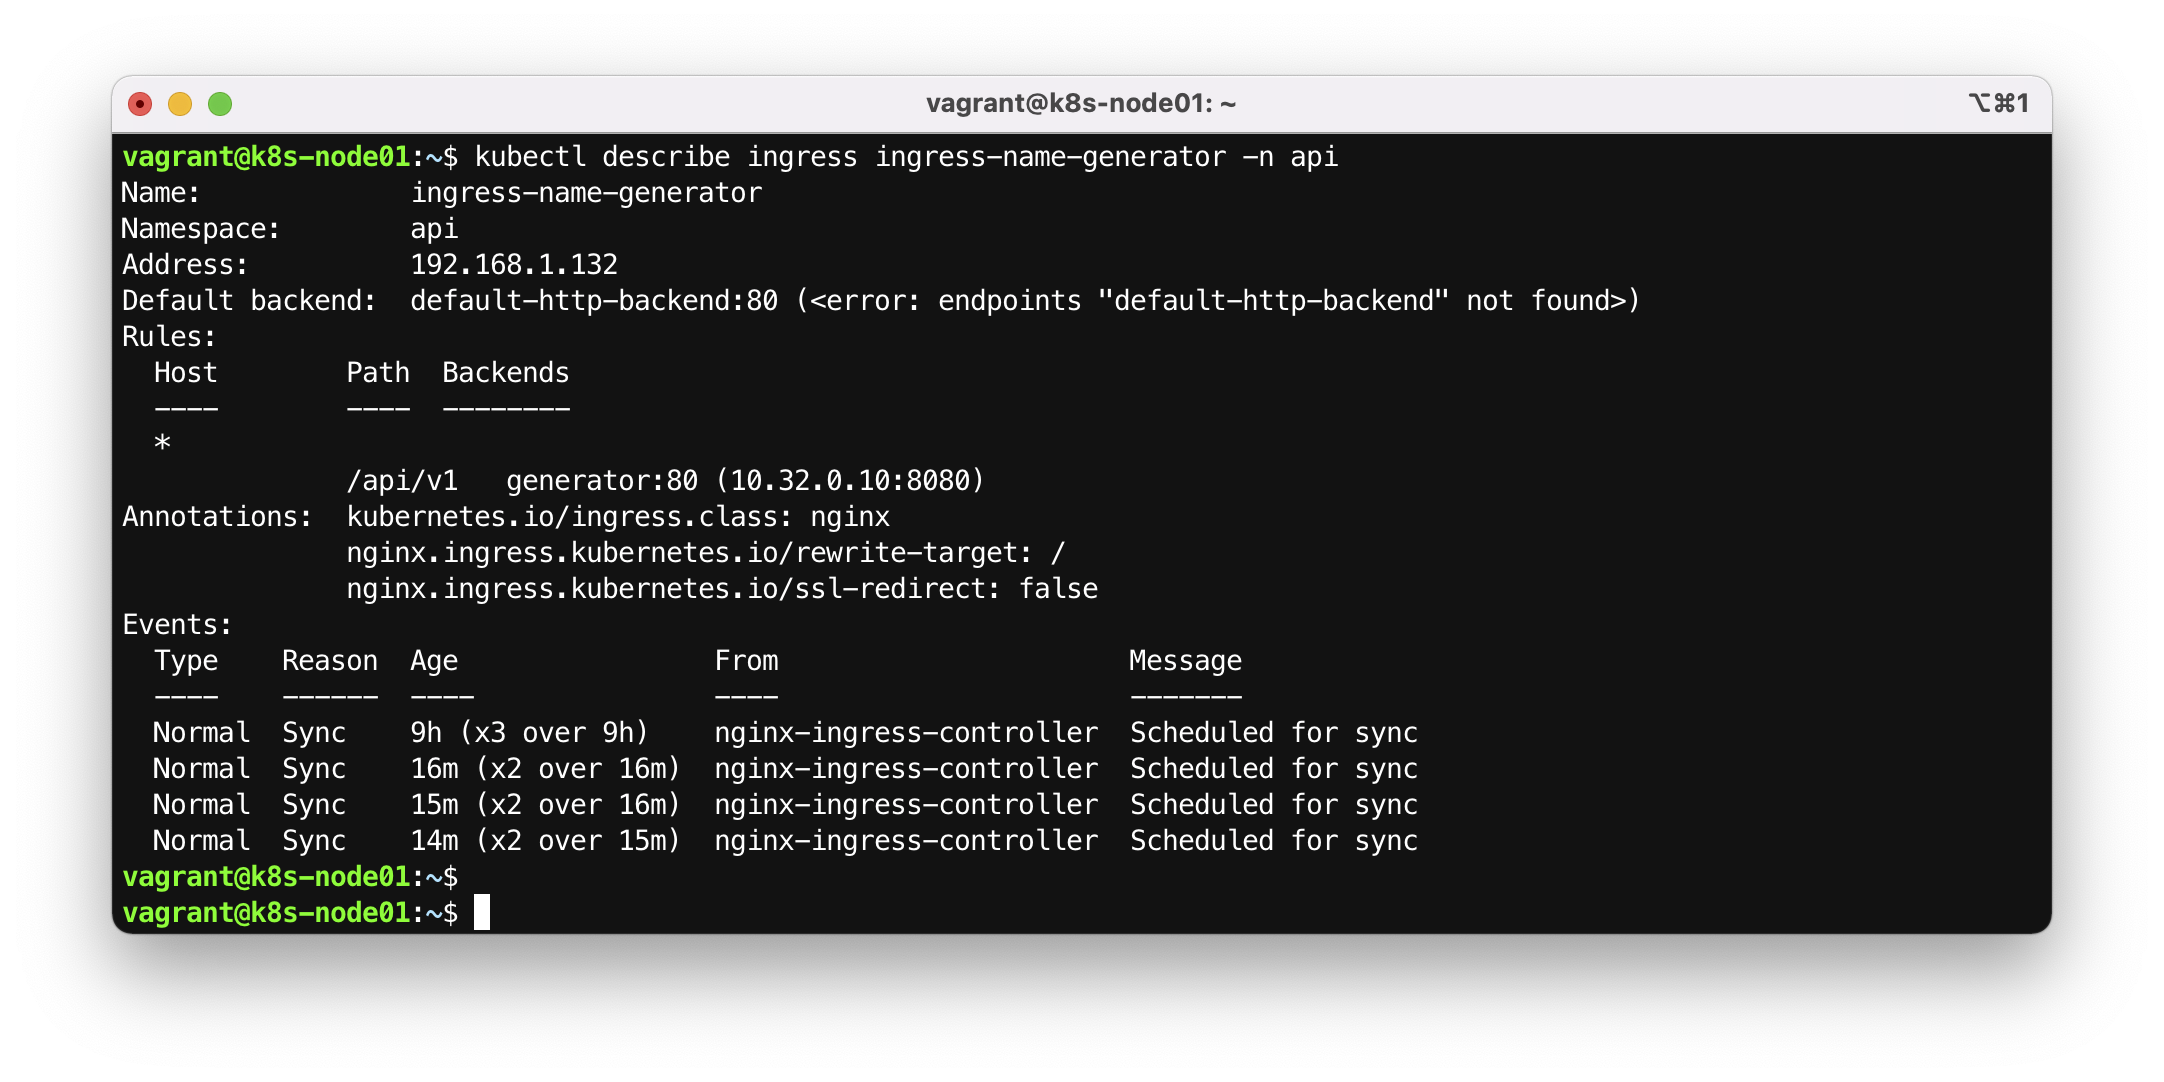 vagrant@k8s-node01: ~ ⌥⌘1
vagrant@k8s-node01:~$ kubectl describe ingress ingress-name-generator -n api
Name:             ingress-name-generator
Namespace:        api
Address:          192.168.1.132
Default backend:  default-http-backend:80 (<error: endpoints "default-http-backend" not found>)
Rules:
  Host        Path  Backends
  ----        ----  --------
  *
              /api/v1   generator:80 (10.32.0.10:8080)
Annotations:  kubernetes.io/ingress.class: nginx
              nginx.ingress.kubernetes.io/rewrite-target: /
              nginx.ingress.kubernetes.io/ssl-redirect: false
Events:
  Type    Reason  Age                From                      Message
  ----    ------  ----               ----                      -------
  Normal  Sync    9h (x3 over 9h)    nginx-ingress-controller  Scheduled for sync
  Normal  Sync    16m (x2 over 16m)  nginx-ingress-controller  Scheduled for sync
  Normal  Sync    15m (x2 over 16m)  nginx-ingress-controller  Scheduled for sync
  Normal  Sync    14m (x2 over 15m)  nginx-ingress-controller  Scheduled for sync
vagrant@k8s-node01:~$
vagrant@k8s-node01:~$